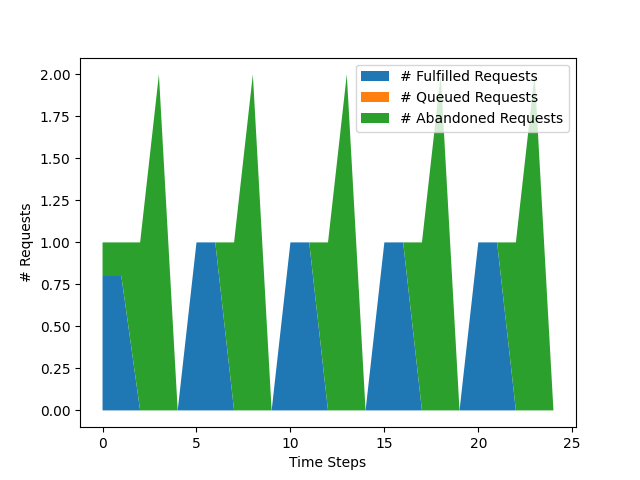 # Fulfilled Requests
# Queued Requests
# Abandoned Requests
# Requests
2.00
1.75
1.50
1.25
1.00
0.75
0.50
0.25
0.00
0 5 10 15 20 25
Time Steps